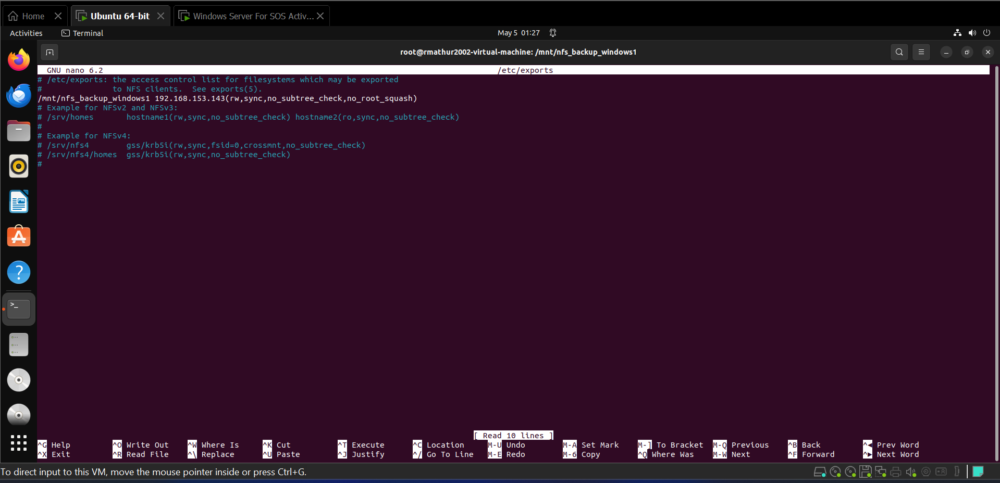 Home
Ubuntu 64-bit
Windows Server For SOS Activ...
Activities
Terminal
May 5 01:27
root@rmathur2002-virtual-machine: /mnt/nfs_backup_windows1
GNU nano 6.2 /etc/exports
# /etc/exports: the access control list for filesystems which may be exported
#               to NFS clients.  See exports(5).
/mnt/nfs_backup_windows1 192.168.153.143(rw,sync,no_subtree_check,no_root_squash)
# Example for NFSv2 and NFSv3:
# /srv/homes       hostname1(rw,sync,no_subtree_check) hostname2(ro,sync,no_subtree_check)
#
# Example for NFSv4:
# /srv/nfs4        gss/krb5i(rw,sync,fsid=0,crossmnt,no_subtree_check)
# /srv/nfs4/homes  gss/krb5i(rw,sync,no_subtree_check)
#
[ Read 10 lines ]
^G Help ^O Write Out ^W Where Is ^K Cut ^T Execute ^C Location M-U Undo M-A Set Mark M-] To Bracket M-Q Previous ^B Back ^◄ Prev Word
^X Exit ^R Read File ^\ Replace ^U Paste ^J Justify ^/ Go To Line M-E Redo M-6 Copy ^Q Where Was M-W Next ^F Forward ^► Next Word
To direct input to this VM, move the mouse pointer inside or press Ctrl+G.